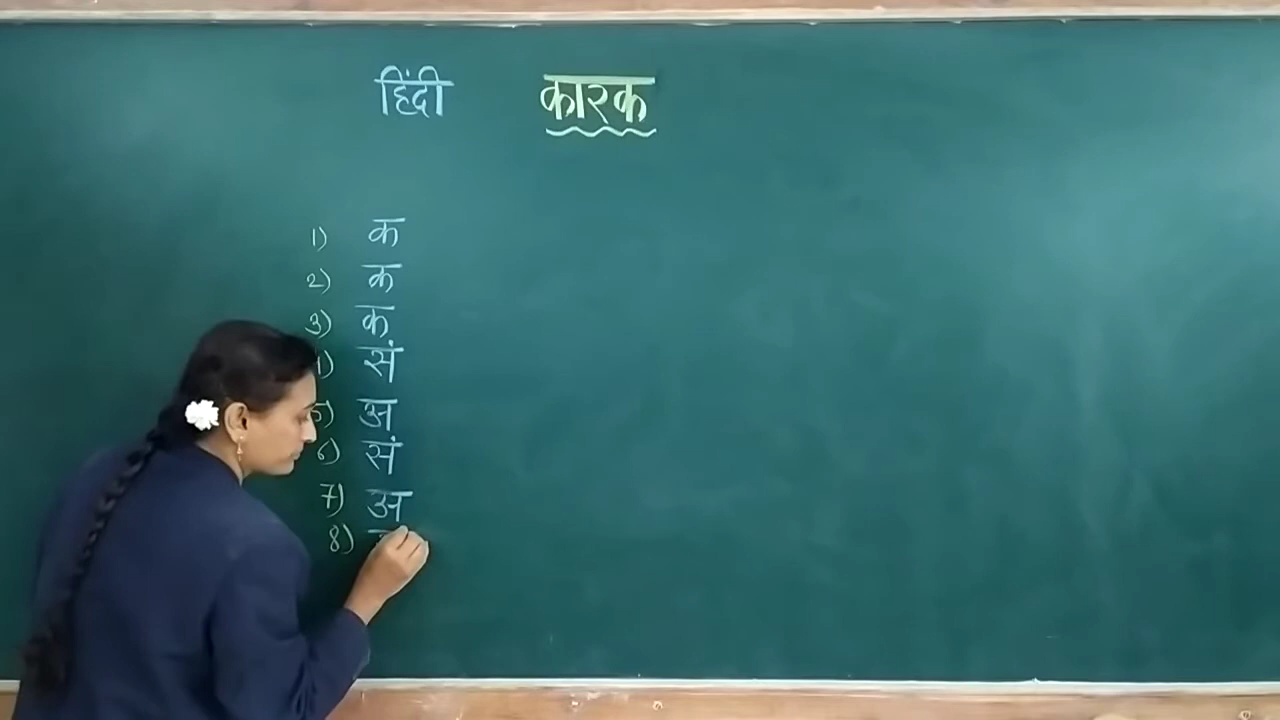 हिंदी कारक
1) क
2) क
3) क
4) सं
5) अ
6) सं
7) अ
8)